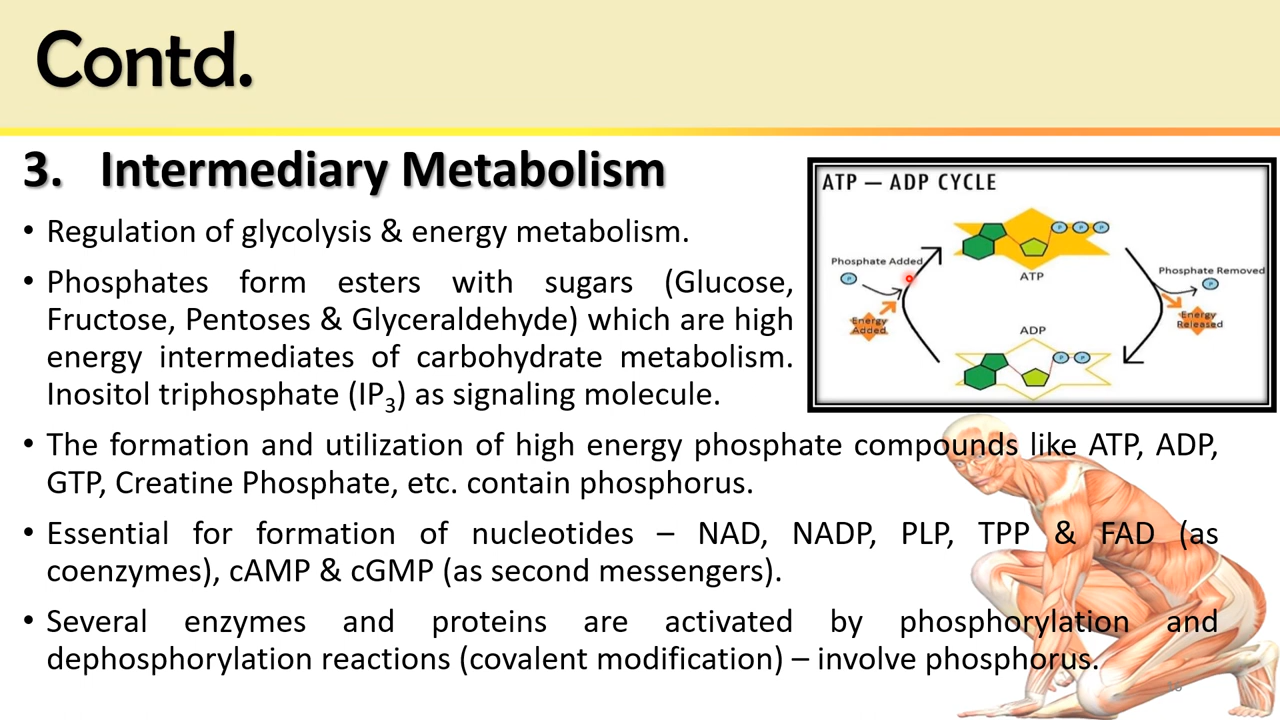 Contd.
3. Intermediary Metabolism
• Regulation of glycolysis & energy metabolism.
• Phosphates form esters with sugars (Glucose,
Fructose, Pentoses & Glyceraldehyde) which are high
energy intermediates of carbohydrate metabolism.
Inositol triphosphate (IP₃) as signaling molecule.
ATP — ADP CYCLE
P P P
Phosphate Added
P
ATP
Phosphate Removed
P
Energy
Added
Energy
Released
ADP
P P
• The formation and utilization of high energy phosphate compounds like ATP, ADP,
GTP, Creatine Phosphate, etc. contain phosphorus.
• Essential for formation of nucleotides – NAD, NADP, PLP, TPP & FAD (as
coenzymes), cAMP & cGMP (as second messengers).
• Several enzymes and proteins are activated by phosphorylation and
dephosphorylation reactions (covalent modification) – involve phosphorus.